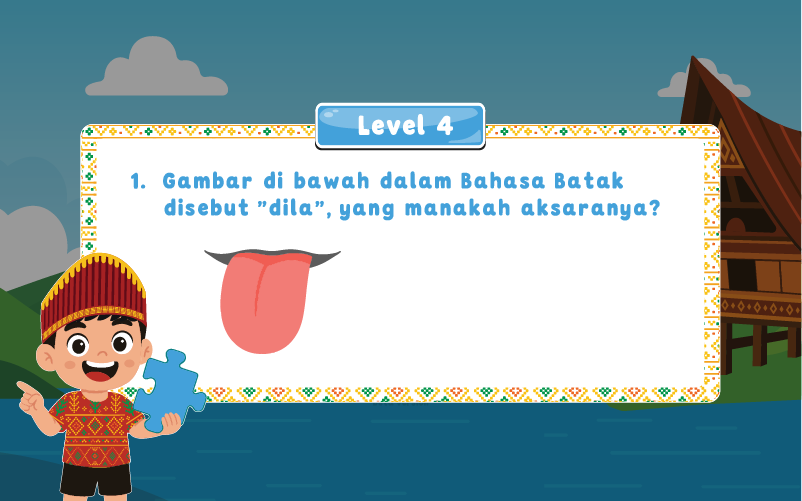 Level 4
1. Gambar di bawah dalam Bahasa Batak
disebut ”dila”, yang manakah aksaranya?